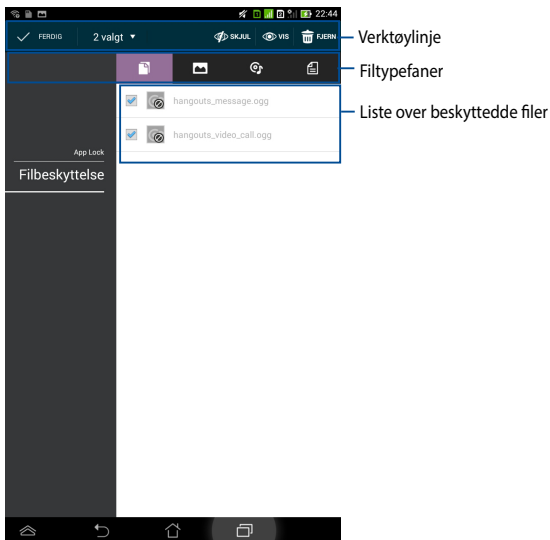 22:44
FERDIG 2 valgt SKJUL VIS FJERN
Verktøylinje
Filtypefaner
hangouts_message.ogg
Liste over beskyttedde filer
hangouts_video_call.ogg
App Lock
Filbeskyttelse